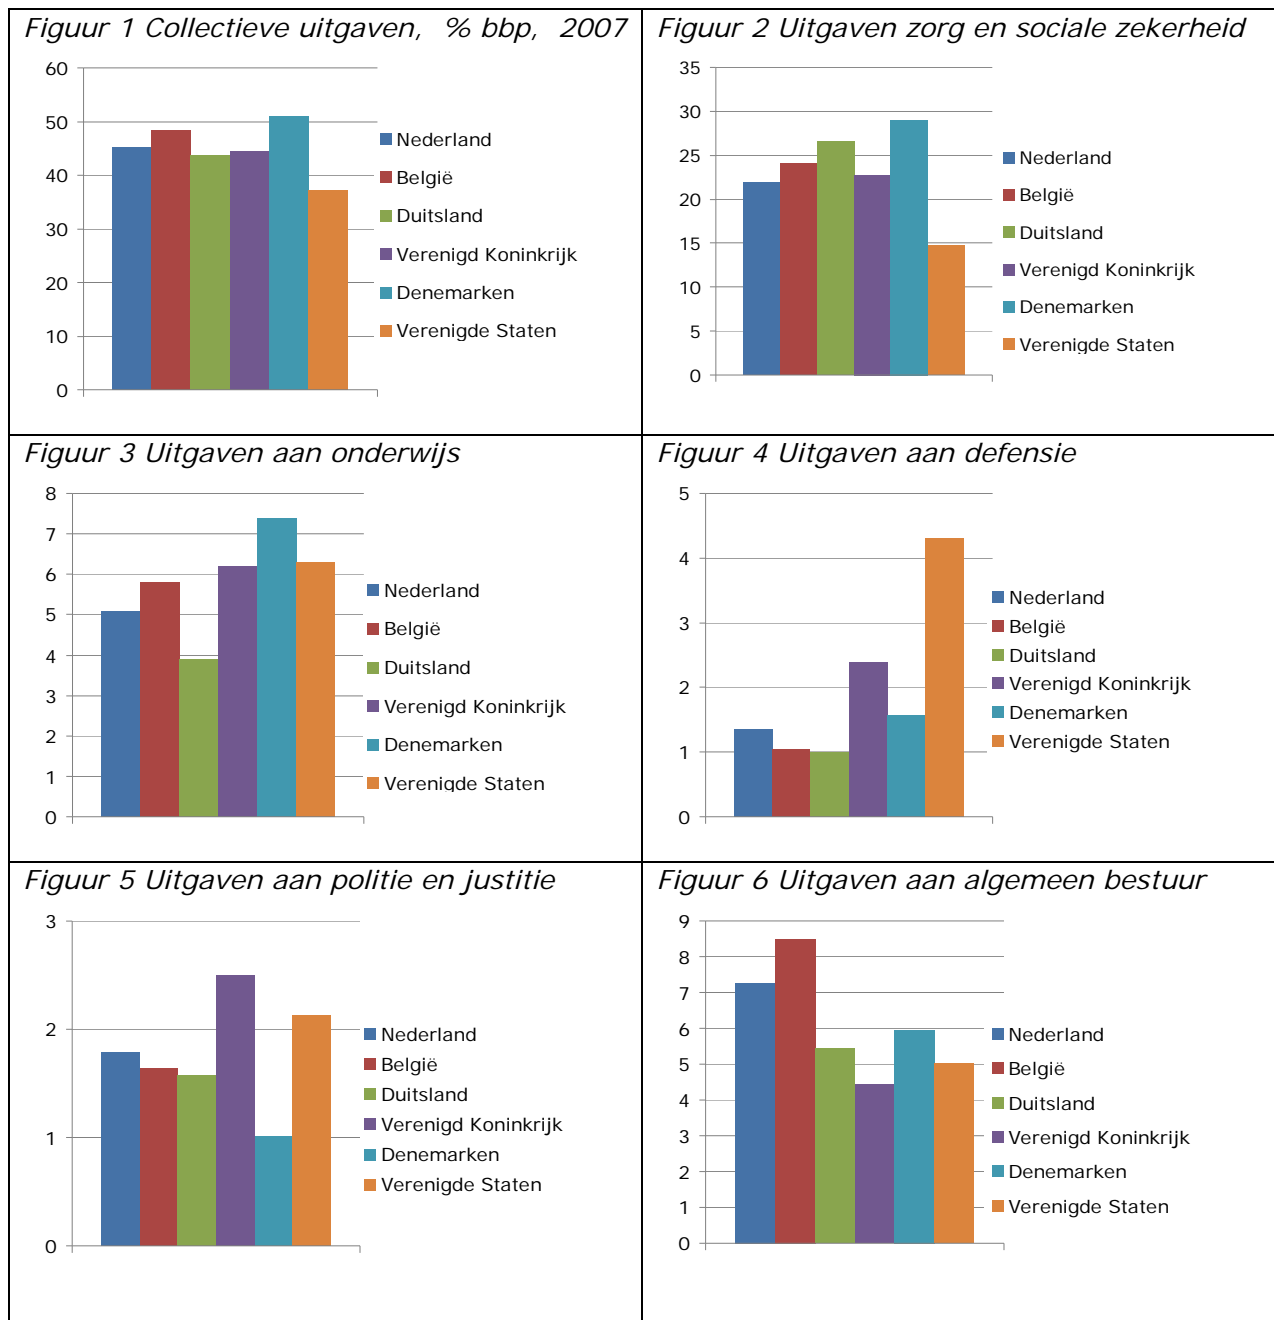 Figuur 1 Collectieve uitgaven, % bbp, 2007
60
50
40
30
20
10
0
Nederland
België
Duitsland
Verenigd Koninkrijk
Denemarken
Verenigde Staten
Figuur 2 Uitgaven zorg en sociale zekerheid
35
30
25
20
15
10
5
0
Nederland
België
Duitsland
Verenigd Koninkrijk
Denemarken
Verenigde Staten
Figuur 3 Uitgaven aan onderwijs
8
7
6
5
4
3
2
1
0
Nederland
België
Duitsland
Verenigd Koninkrijk
Denemarken
Verenigde Staten
Figuur 4 Uitgaven aan defensie
5
4
3
2
1
0
Nederland
België
Duitsland
Verenigd Koninkrijk
Denemarken
Verenigde Staten
Figuur 5 Uitgaven aan politie en justitie
3
2
1
0
Nederland
België
Duitsland
Verenigd Koninkrijk
Denemarken
Verenigde Staten
Figuur 6 Uitgaven aan algemeen bestuur
9
8
7
6
5
4
3
2
1
0
Nederland
België
Duitsland
Verenigd Koninkrijk
Denemarken
Verenigde Staten